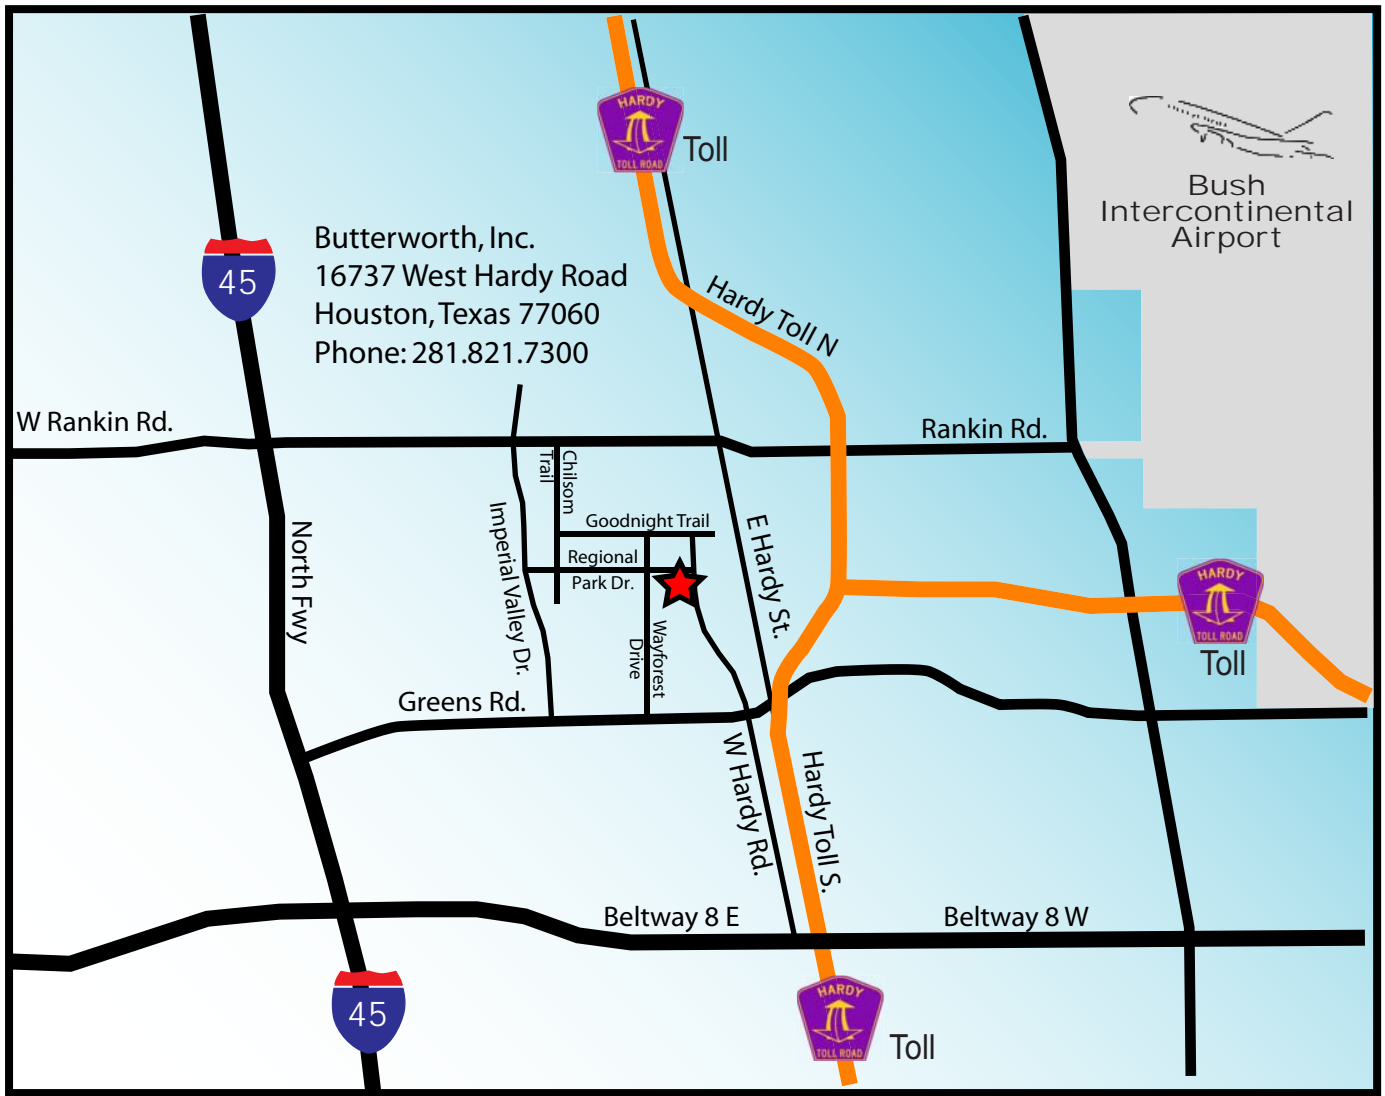 HARDY
TOLL ROAD
Toll
Bush
Intercontinental
Airport
45
Butterworth, Inc.
16737 West Hardy Road
Houston, Texas 77060
Phone: 281.821.7300
Hardy Toll N
W Rankin Rd.
Rankin Rd.
Chilsom
Trail
Imperial Valley Dr.
Goodnight Trail
Regional
Park Dr.
North Fwy
E Hardy St.
HARDY
TOLL ROAD
Toll
Wayforest
Drive
Greens Rd.
W Hardy Rd.
Hardy Toll S.
Beltway 8 E
Beltway 8 W
45
HARDY
TOLL ROAD
Toll